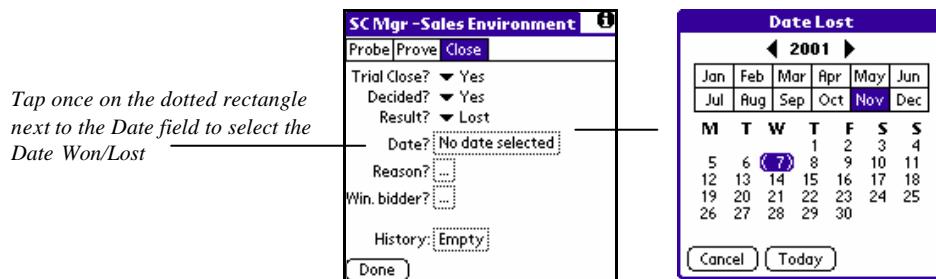 Tap once on the dotted rectangle
next to the Date field to select the
Date Won/Lost
SC Mgr -Sales Environment i
Probe Prove Close
Trial Close? Yes
Decided? Yes
Result? Lost
Date? No date selected
Reason? ...
Win. bidder? ...
History: Empty
Done
Date Lost
2001
Jan Feb Mar Apr May Jun
Jul Aug Sep Oct Nov Dec
M T W T F S S
1 2 3 4
5 6 7 8 9 10 11
12 13 14 15 16 17 18
19 20 21 22 23 24 25
26 27 28 29 30
Cancel Today